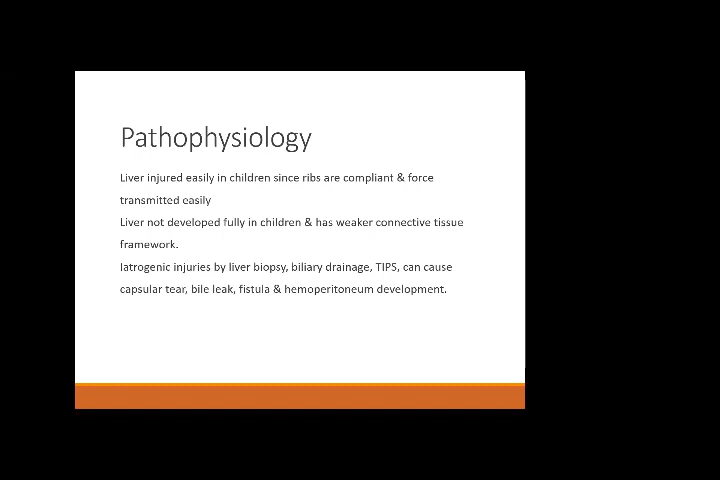 Pathophysiology
Liver injured easily in children since ribs are compliant & force
transmitted easily
Liver not developed fully in children & has weaker connective tissue
framework.
Iatrogenic injuries by liver biopsy, biliary drainage, TIPS, can cause
capsular tear, bile leak, fistula & hemoperitoneum development.